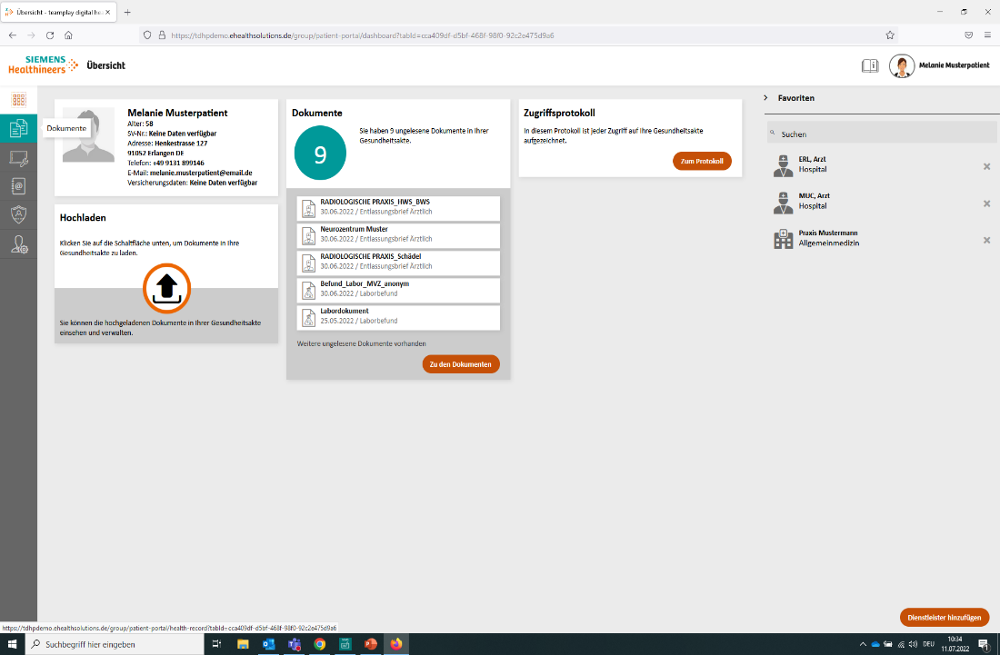 Übersicht - teamplay digital he
https://tdhpdemo.ehealthsolutions.de/group/patient-portal/dashboard?tabId=cca409df-d5bf-468f-98f0-92c2e475d9a6
SIEMENS
Healthineers
Übersicht
Melanie Musterpatient
Dokumente
Melanie Musterpatient
Alter: 58
SV-Nr.: Keine Daten verfügbar
Adresse: Henkestrasse 127
91052 Erlangen DE
Telefon: +49 9131 899146
E-Mail: melanie.musterpatient@email.de
Versicherungsdaten: Keine Daten verfügbar
Hochladen
Klicken Sie auf die Schaltfläche unten, um Dokumente in Ihre
Gesundheitsakte zu laden.
Sie können die hochgeladenen Dokumente in Ihrer Gesundheitsakte
einsehen und verwalten.
Dokumente
9
Sie haben 9 ungelesene Dokumente in Ihrer
Gesundheitsakte.
RADIOLOGISCHE PRAXIS_HWS_BWS
30.06.2022 / Entlassungsbrief Ärztlich
Neurozentrum Muster
30.06.2022 / Entlassungsbrief Ärztlich
RADIOLOGISCHE PRAXIS_Schädel
30.06.2022 / Entlassungsbrief Ärztlich
Befund_Labor_MVZ_anonym
30.06.2022 / Laborbefund
Labordokument
25.05.2022 / Laborbefund
Weitere ungelesene Dokumente vorhanden
Zu den Dokumenten
Zugriffsprotokoll
In diesem Protokoll ist jeder Zugriff auf Ihre Gesundheitsakte
aufgezeichnet.
Zum Protokoll
Favoriten
Suchen
ERL, Arzt
Hospital
MUC, Arzt
Hospital
Praxis Mustermann
Allgemeinmedizin
Dienstleister hinzufügen
https://tdhpdemo.ehealthsolutions.de/group/patient-portal/health-record?tabId=cca409df-d5bf-468f-98f0-92c2e475d9a6
Suchbegriff hier eingeben
DEU
10:34
11.07.2022